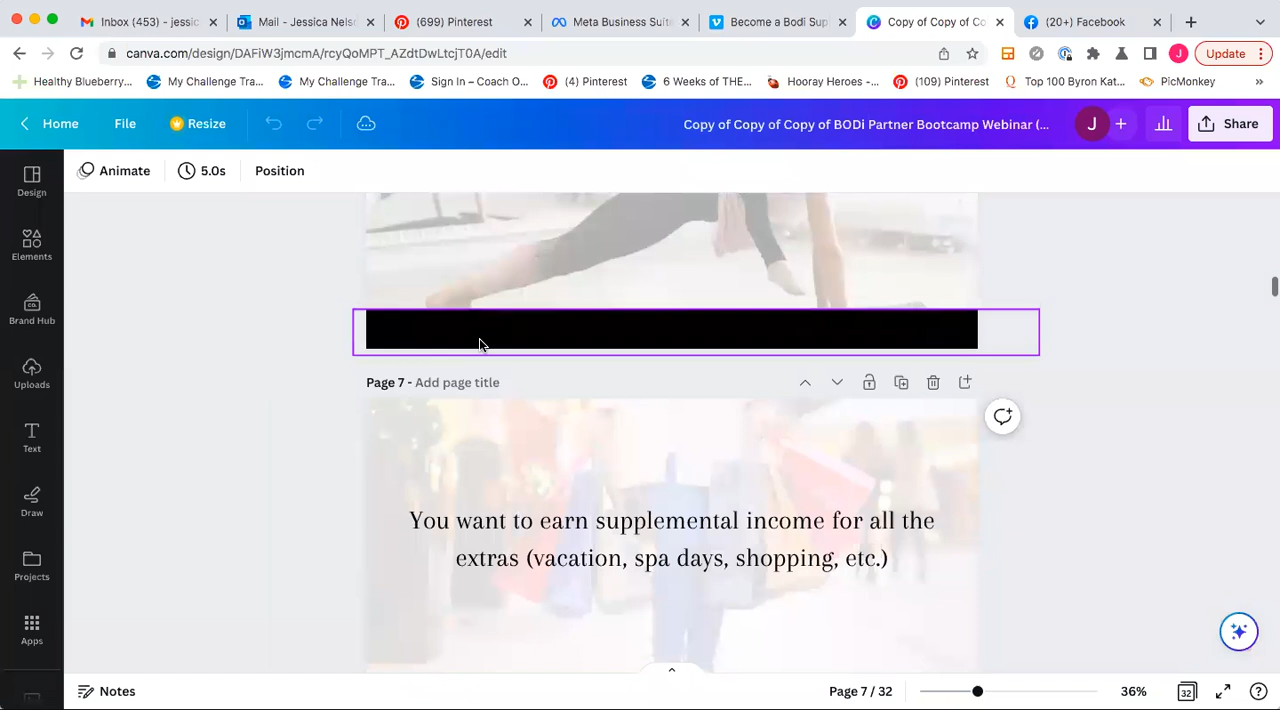 Inbox (453) - jessic
Mail - Jessica Nels
(699) Pinterest
Meta Business Suit
Become a Bodi Sup
Copy of Copy of Co
(20+) Facebook
canva.com/design/DAFiW3jmcmA/rcyQoMPT_AZdtDwLtcjT0A/edit
Update
Healthy Blueberry...
My Challenge Tra...
My Challenge Tra...
Sign In – Coach O...
(4) Pinterest
6 Weeks of THE...
Hooray Heroes -...
(109) Pinterest
Top 100 Byron Kat...
PicMonkey
»
Home
File
Resize
Copy of Copy of Copy of BODi Partner Bootcamp Webinar (...
J
Share
Animate
5.0s
Position
Design
Elements
Brand Hub
Uploads
Text
Draw
Projects
Apps
Page 7 - Add page title
You want to earn supplemental income for all the
extras (vacation, spa days, shopping, etc.)
Notes
Page 7 / 32
36%
32